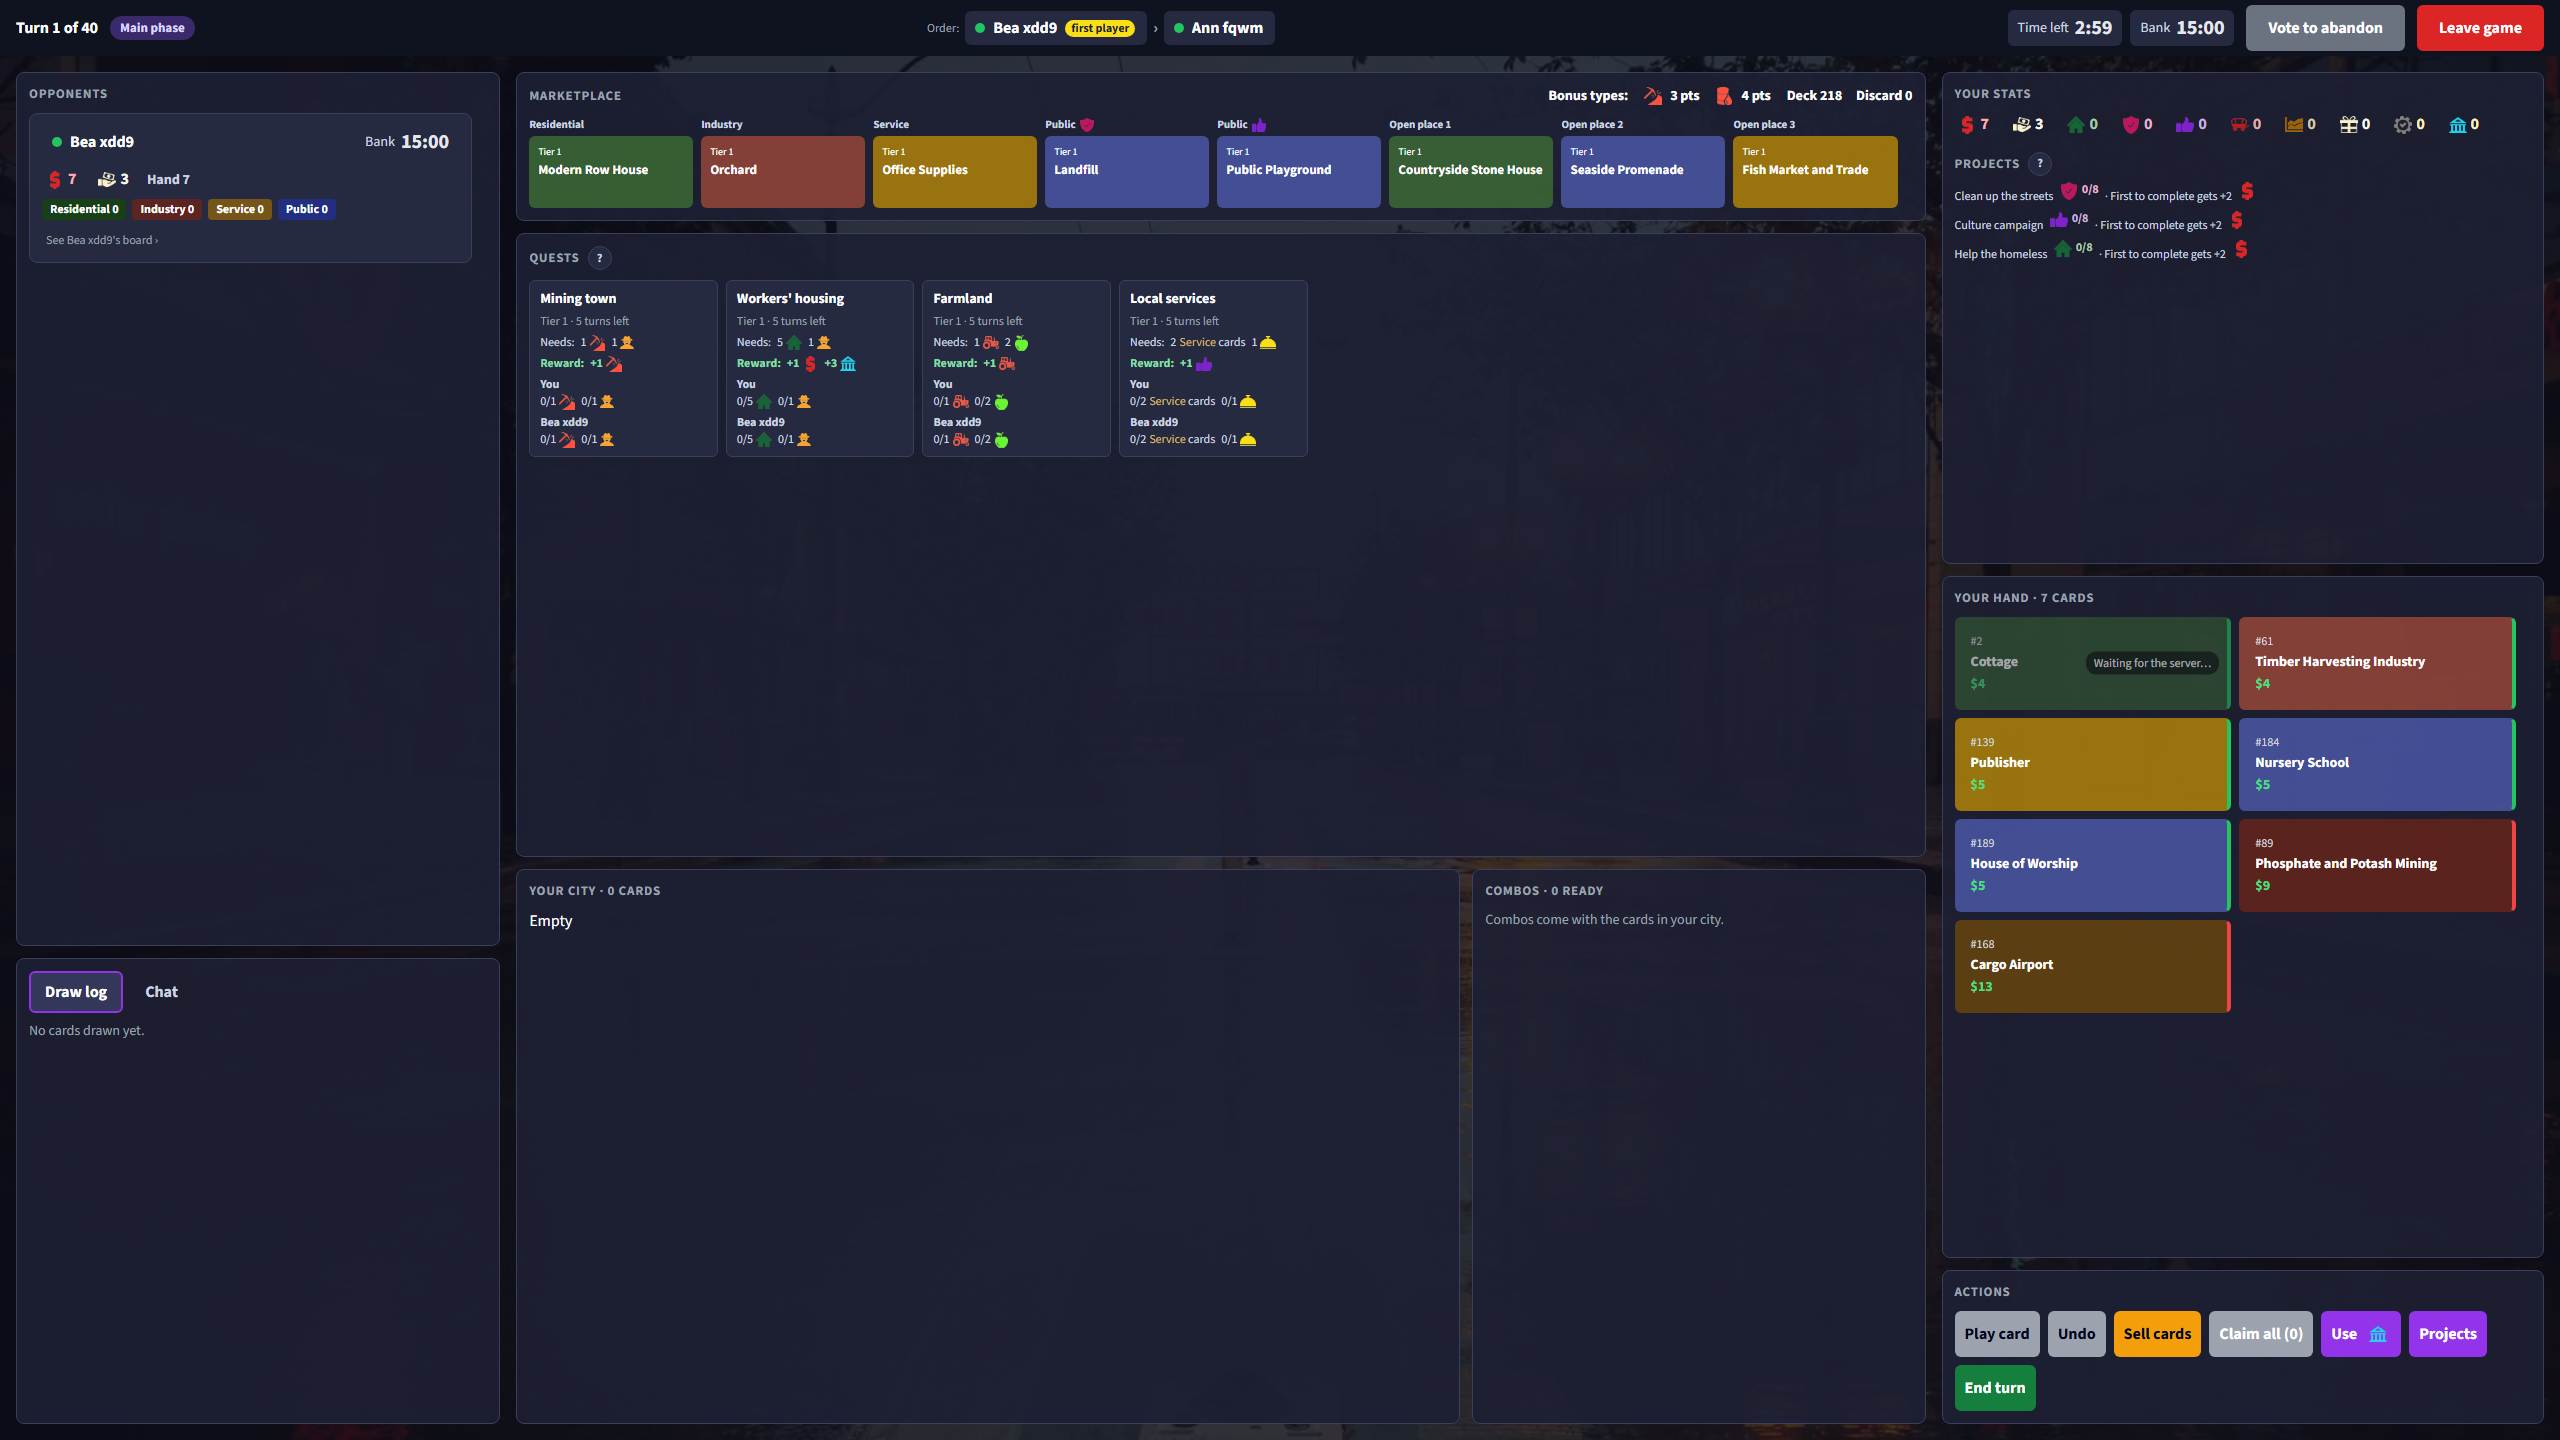 Turn 1 of 40 Main phase
Order: Bea xdd9 first player › Ann fqwm
Time left 2:59 Bank 15:00 Vote to abandon Leave game
OPPONENTS
Bea xdd9 Bank 15:00
7 3 Hand 7
Residential 0 Industry 0 Service 0 Public 0
See Bea xdd9's board ›
Draw log Chat
No cards drawn yet.
MARKETPLACE
Bonus types: 3 pts 4 pts Deck 218 Discard 0
Residential Industry Service Public Public Open place 1 Open place 2 Open place 3
Tier 1 Tier 1 Tier 1 Tier 1 Tier 1 Tier 1 Tier 1 Tier 1
Modern Row House Orchard Office Supplies Landfill Public Playground Countryside Stone House Seaside Promenade Fish Market and Trade
QUESTS ?
Mining town
Tier 1 · 5 turns left
Needs: 1 1
Reward: +1
You
0/1 0/1
Bea xdd9
0/1 0/1
Workers' housing
Tier 1 · 5 turns left
Needs: 5 1
Reward: +1 +3
You
0/5 0/1
Bea xdd9
0/5 0/1
Farmland
Tier 1 · 5 turns left
Needs: 1 2
Reward: +1
You
0/1 0/2
Bea xdd9
0/1 0/2
Local services
Tier 1 · 5 turns left
Needs: 2 Service cards 1
Reward: +1
You
0/2 Service cards 0/1
Bea xdd9
0/2 Service cards 0/1
YOUR CITY · 0 CARDS
Empty
COMBOS · 0 READY
Combos come with the cards in your city.
YOUR STATS
7 3 0 0 0 0 0 0 0 0
PROJECTS ?
Clean up the streets 0/8 · First to complete gets +2
Culture campaign 0/8 · First to complete gets +2
Help the homeless 0/8 · First to complete gets +2
YOUR HAND · 7 CARDS
#2
Cottage
$4
Waiting for the server...
#61
Timber Harvesting Industry
$4
#139
Publisher
$5
#184
Nursery School
$5
#189
House of Worship
$5
#89
Phosphate and Potash Mining
$9
#168
Cargo Airport
$13
ACTIONS
Play card Undo Sell cards Claim all (0) Use Projects
End turn